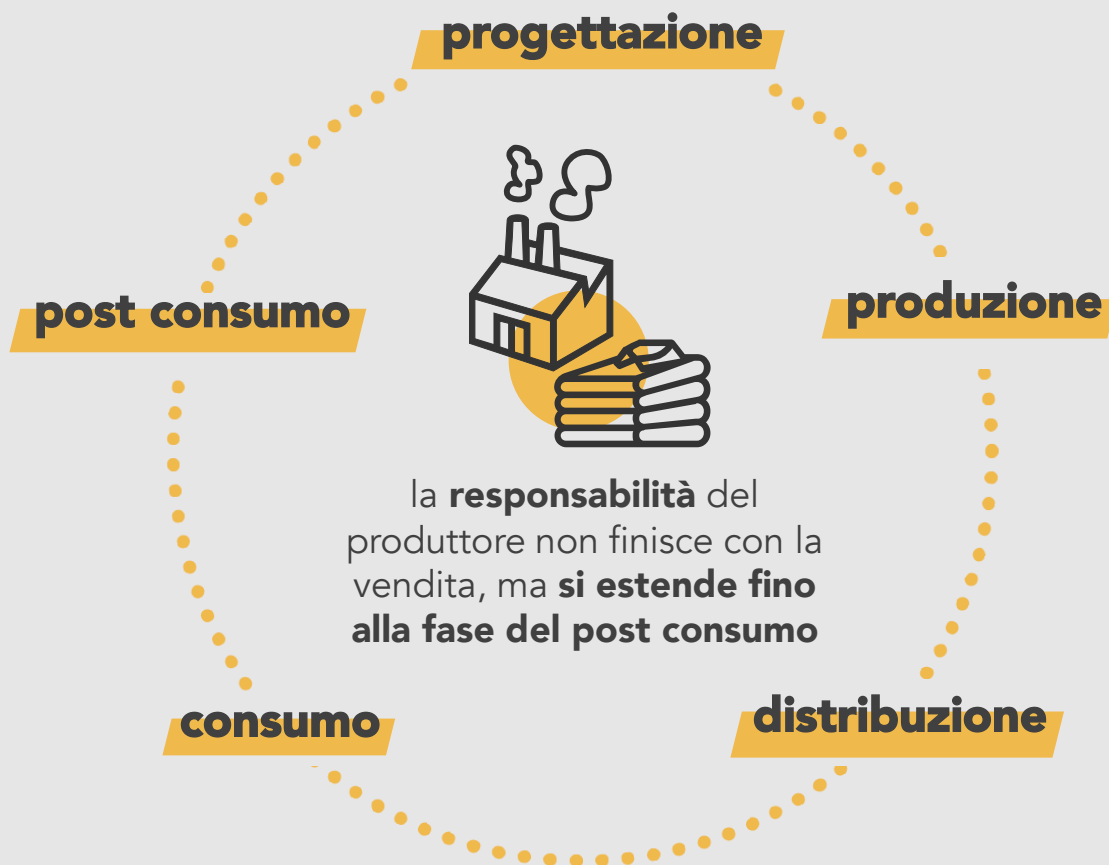 progettazione
post consumo
produzione
la responsabilità del
produttore non finisce con la
vendita, ma si estende fino
alla fase del post consumo
consumo
distribuzione